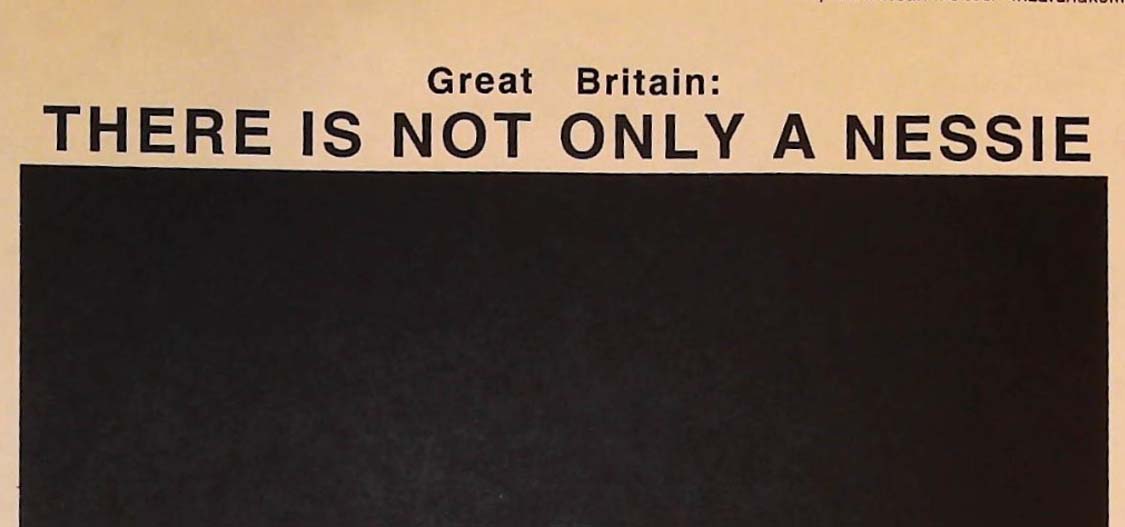 Great Britain:
THERE IS NOT ONLY A NESSIE